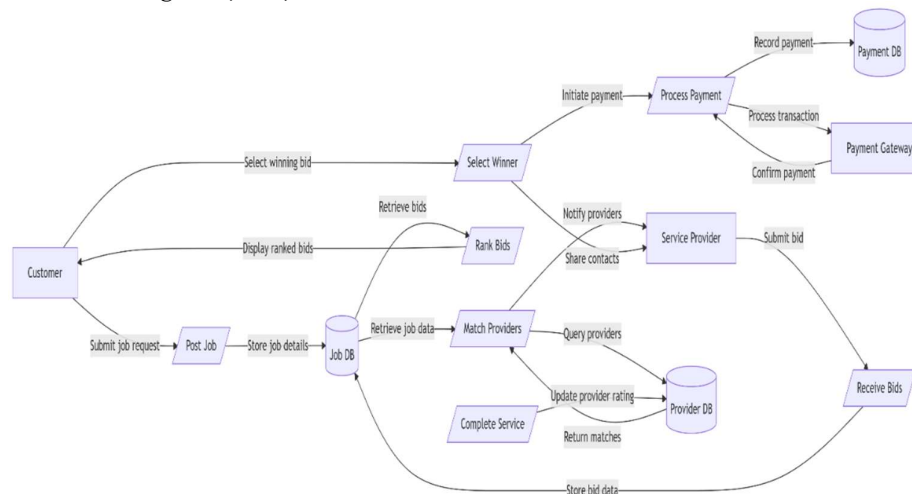 Record payment
Payment DB
Initiate payment
Process Payment
Process transaction
Payment Gateway
Confirm payment
Select winning bid
Select Winner
Retrieve bids
Notify providers
Display ranked bids
Rank Bids
Share contacts
Service Provider
Submit bid
Customer
Submit job request
Post Job
Store job details
Job DB
Retrieve job data
Match Providers
Query providers
Update provider rating
Provider DB
Receive Bids
Complete Service
Return matches
Store bid data